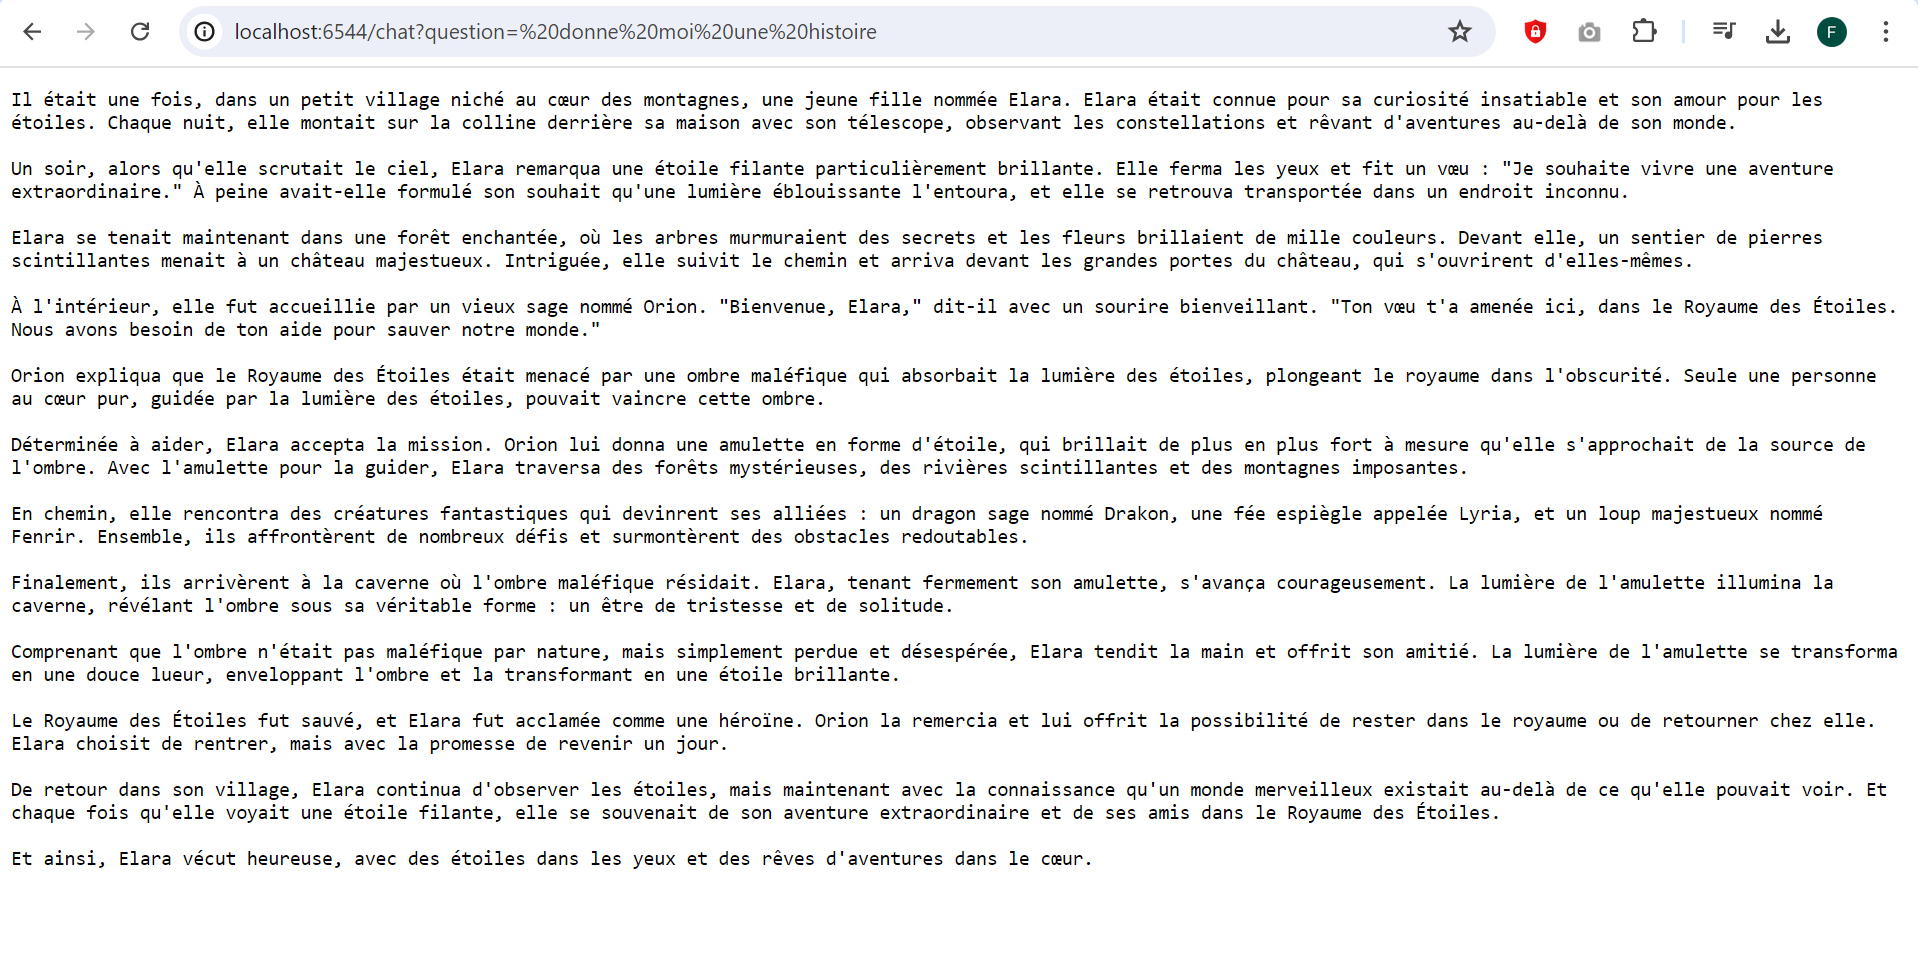 localhost:6544/chat?question=%20donne%20moi%20une%20histoire
F
Il était une fois, dans un petit village niché au cœur des montagnes, une jeune fille nommée Elara. Elara était connue pour sa curiosité insatiable et son amour pour les
étoiles. Chaque nuit, elle montait sur la colline derrière sa maison avec son télescope, observant les constellations et rêvant d'aventures au-delà de son monde.
Un soir, alors qu'elle scrutait le ciel, Elara remarqua une étoile filante particulièrement brillante. Elle ferma les yeux et fit un vœu : "Je souhaite vivre une aventure
extraordinaire." À peine avait-elle formulé son souhait qu'une lumière éblouissante l'entoura, et elle se retrouva transportée dans un endroit inconnu.
Elara se tenait maintenant dans une forêt enchantée, où les arbres murmuraient des secrets et les fleurs brillaient de mille couleurs. Devant elle, un sentier de pierres
scintillantes menait à un château majestueux. Intriguée, elle suivit le chemin et arriva devant les grandes portes du château, qui s'ouvrirent d'elles-mêmes.
À l'intérieur, elle fut accueillie par un vieux sage nommé Orion. "Bienvenue, Elara," dit-il avec un sourire bienveillant. "Ton vœu t'a amenée ici, dans le Royaume des Étoiles.
Nous avons besoin de ton aide pour sauver notre monde."
Orion expliqua que le Royaume des Étoiles était menacé par une ombre maléfique qui absorbait la lumière des étoiles, plongeant le royaume dans l'obscurité. Seule une personne
au cœur pur, guidée par la lumière des étoiles, pouvait vaincre cette ombre.
Déterminée à aider, Elara accepta la mission. Orion lui donna une amulette en forme d'étoile, qui brillait de plus en plus fort à mesure qu'elle s'approchait de la source de
l'ombre. Avec l'amulette pour la guider, Elara traversa des forêts mystérieuses, des rivières scintillantes et des montagnes imposantes.
En chemin, elle rencontra des créatures fantastiques qui devinrent ses alliées : un dragon sage nommé Drakon, une fée espiègle appelée Lyria, et un loup majestueux nommé
Fenrir. Ensemble, ils affrontèrent de nombreux défis et surmontèrent des obstacles redoutables.
Finalement, ils arrivèrent à la caverne où l'ombre maléfique résidait. Elara, tenant fermement son amulette, s'avança courageusement. La lumière de l'amulette illumina la
caverne, révélant l'ombre sous sa véritable forme : un être de tristesse et de solitude.
Comprenant que l'ombre n'était pas maléfique par nature, mais simplement perdue et désespérée, Elara tendit la main et offrit son amitié. La lumière de l'amulette se transforma
en une douce lueur, enveloppant l'ombre et la transformant en une étoile brillante.
Le Royaume des Étoiles fut sauvé, et Elara fut acclamée comme une héroïne. Orion la remercia et lui offrit la possibilité de rester dans le royaume ou de retourner chez elle.
Elara choisit de rentrer, mais avec la promesse de revenir un jour.
De retour dans son village, Elara continua d'observer les étoiles, mais maintenant avec la connaissance qu'un monde merveilleux existait au-delà de ce qu'elle pouvait voir. Et
chaque fois qu'elle voyait une étoile filante, elle se souvenait de son aventure extraordinaire et de ses amis dans le Royaume des Étoiles.
Et ainsi, Elara vécut heureuse, avec des étoiles dans les yeux et des rêves d'aventures dans le cœur.